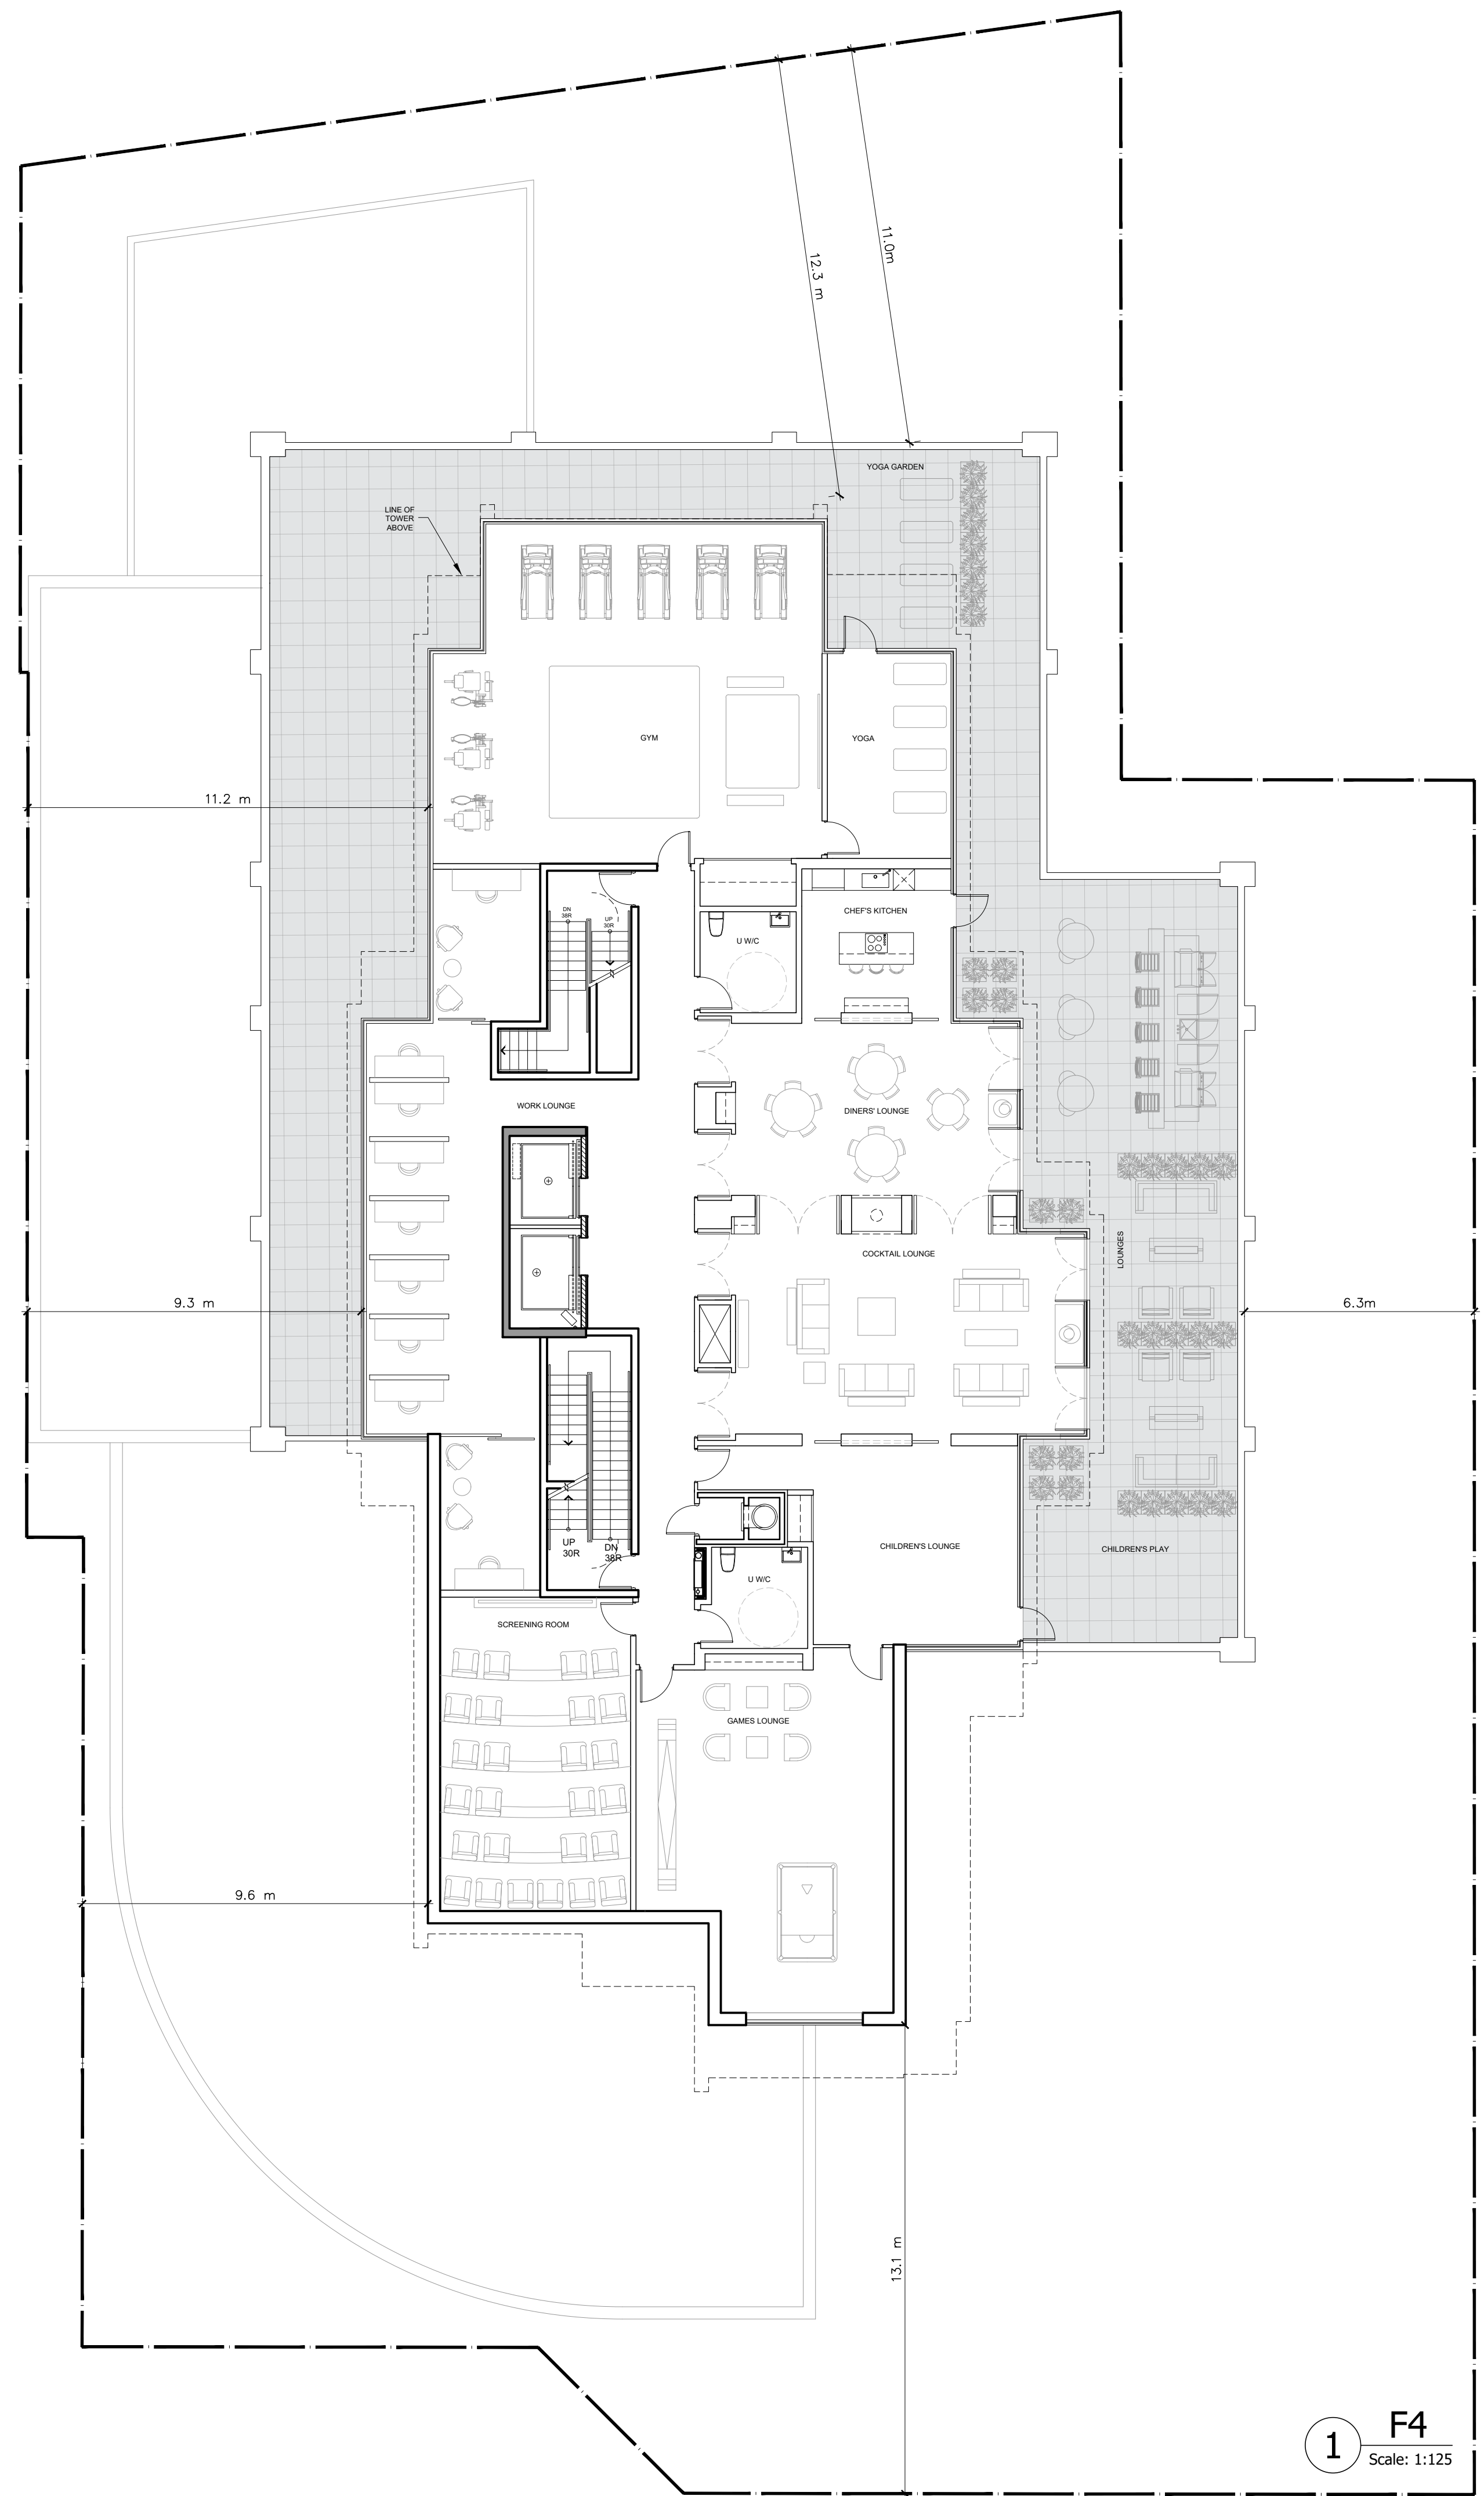 11.0m
12.3 m
YOGA GARDEN
LINE OF
TOWER
ABOVE
GYM
YOGA
11.2 m
DN
38R
UP
30R
CHEF'S KITCHEN
U W/C
WORK LOUNGE
DINERS' LOUNGE
COCKTAIL LOUNGE
LOUNGES
9.3 m
6.3m
UP
30R
DN
38R
CHILDREN'S LOUNGE
CHILDREN'S PLAY
U W/C
SCREENING ROOM
GAMES LOUNGE
9.6 m
13.1 m
1
F4
Scale: 1:125